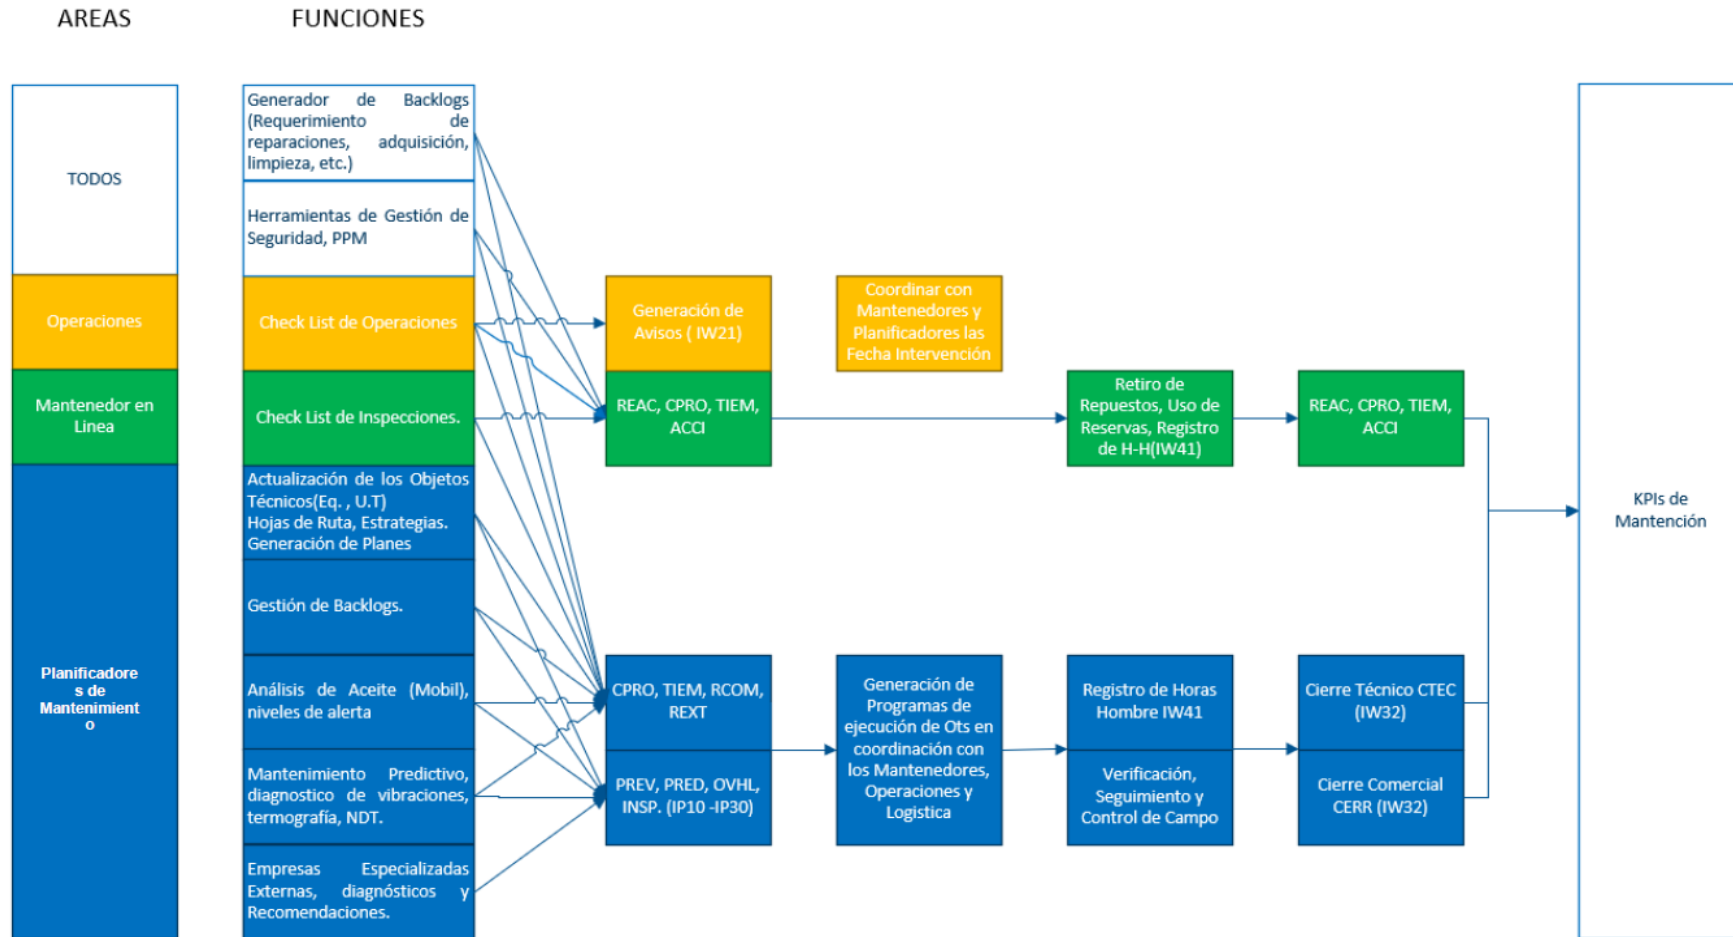 AREAS
FUNCIONES
TODOS
Operaciones
Mantenedor en
Linea
Planificadore
s de
Mantenimient
o
Generador de Backlogs
(Requerimiento de
reparaciones, adquisición,
limpieza, etc.)
Herramientas de Gestión de
Seguridad, PPM
Check List de Operaciones
Check List de Inspecciones.
Actualización de los Objetos
Técnicos(Eq. , U.T)
Hojas de Ruta, Estrategias.
Generación de Planes
Gestión de Backlogs.
Análisis de Aceite (Mobil),
niveles de alerta
Mantenimiento Predictivo,
diagnostico de vibraciones,
termografía, NDT.
Empresas Especializadas
Externas, diagnósticos y
Recomendaciones.
Generación de
Avisos ( IW21)
REAC, CPRO, TIEM,
ACCI
CPRO, TIEM, RCOM,
REXT
PREV, PRED, OVHL,
INSP. (IP10 -IP30)
Coordinar con
Mantenedores y
Planificadores las
Fecha Intervención
Generación de
Programas de
ejecución de Ots en
coordinación con
los Mantenedores,
Operaciones y
Logistica
Retiro de
Repuestos, Uso de
Reservas, Registro
de H-H(IW41)
Registro de Horas
Hombre IW41
Verificación,
Seguimiento y
Control de Campo
REAC, CPRO, TIEM,
ACCI
Cierre Técnico CTEC
(IW32)
Cierre Comercial
CERR (IW32)
KPIs de
Mantención